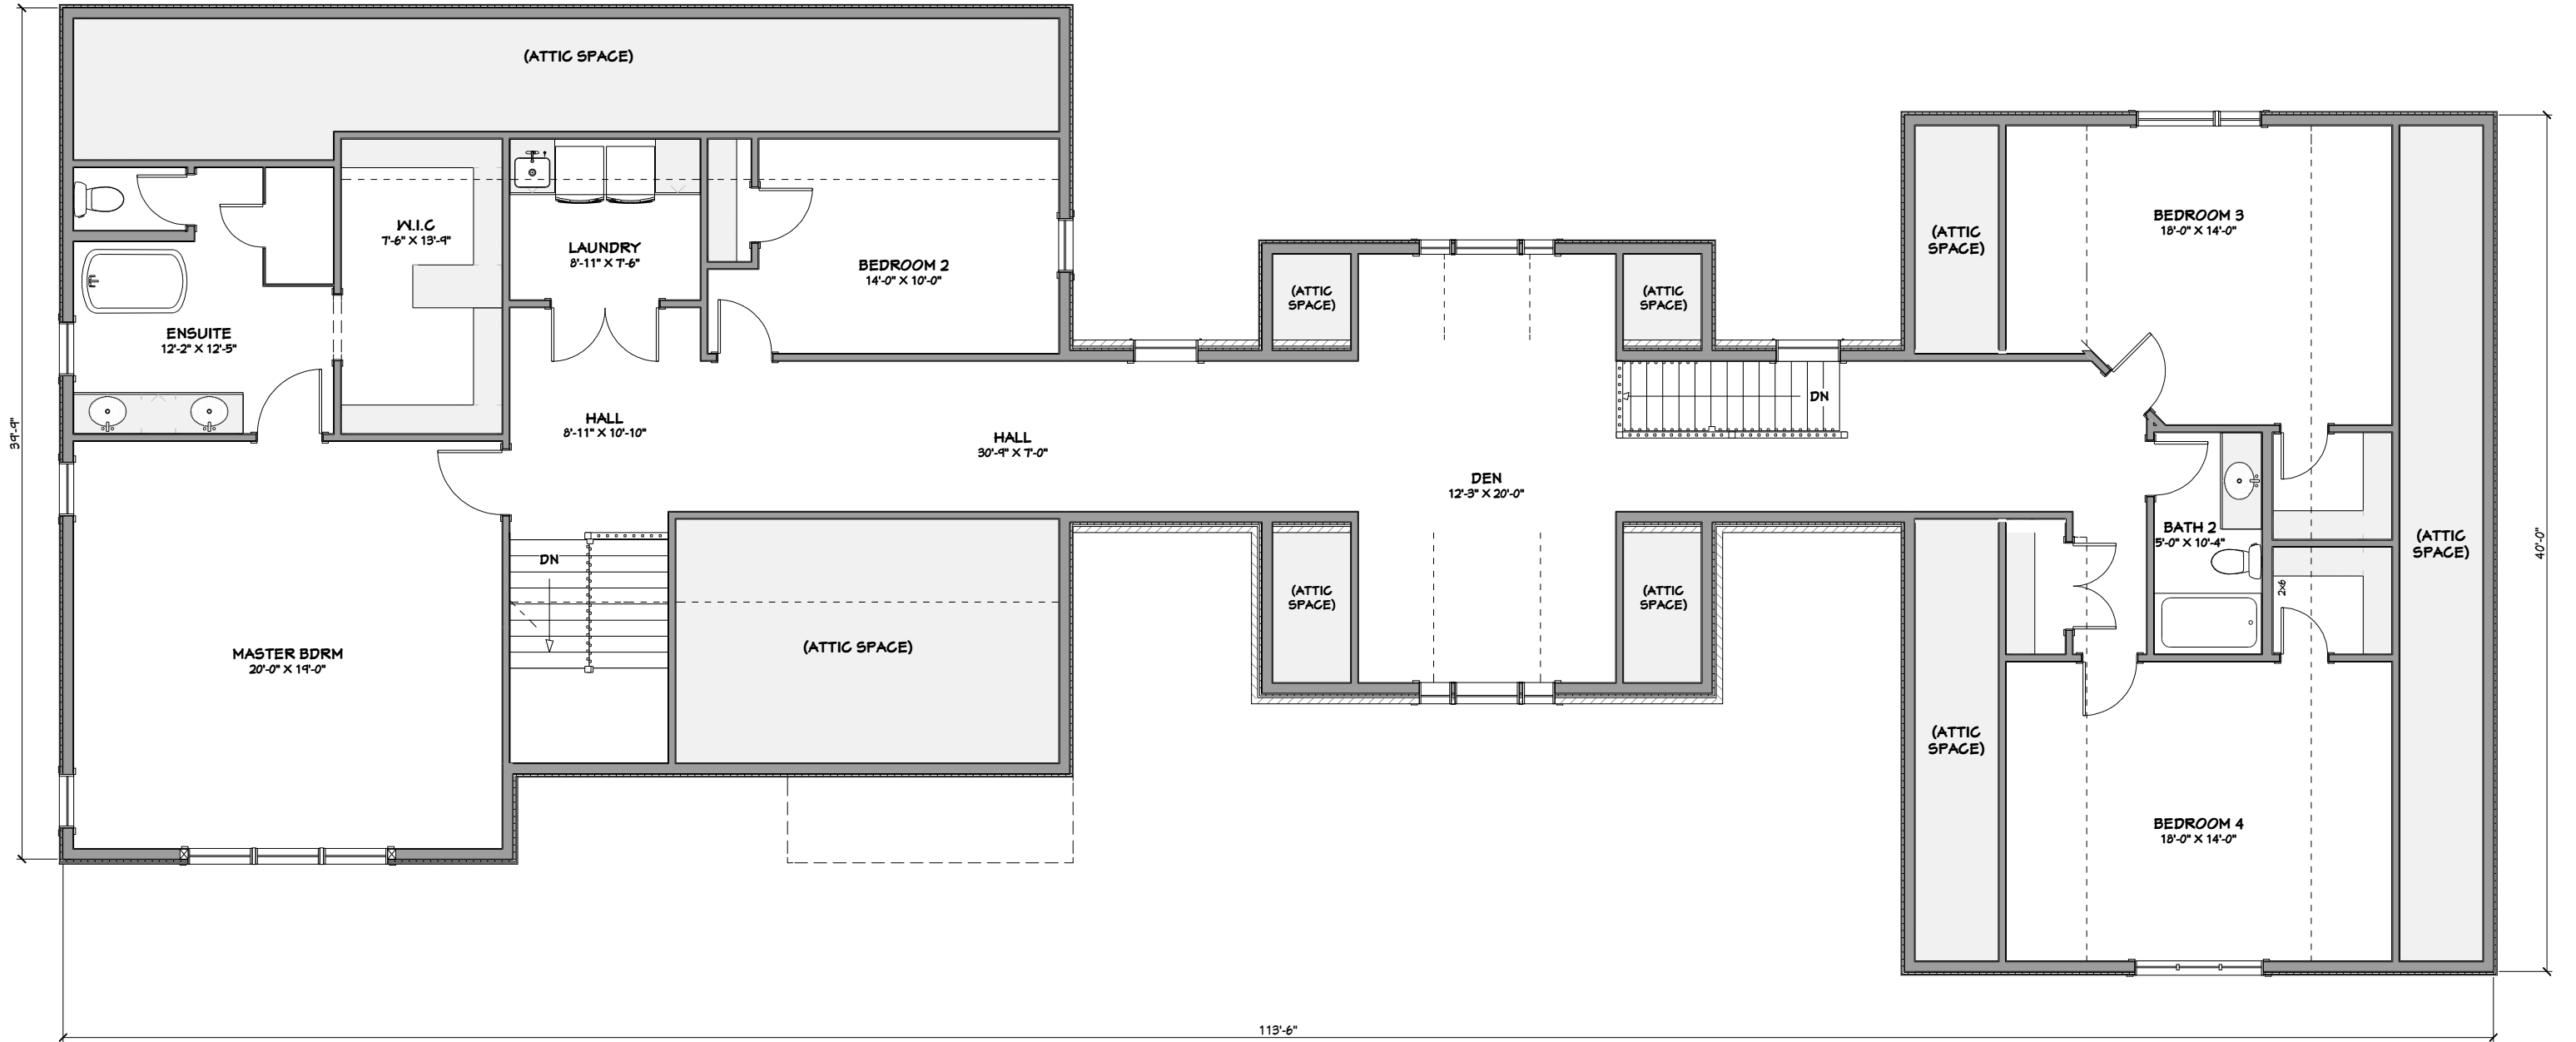 (ATTIC SPACE)
39'-9"
W.I.C
7'-6" X 13'-9"
LAUNDRY
8'-11" X 7'-6"
BEDROOM 2
14'-0" X 10'-0"
ENSUITE
12'-2" X 12'-5"
HALL
8'-11" X 10'-10"
HALL
30'-9" X 7'-0"
(ATTIC
SPACE)
(ATTIC
SPACE)
(ATTIC
SPACE)
BEDROOM 3
18'-0" X 14'-0"
DN
DEN
12'-3" X 20'-0"
DN
MASTER BDRM
20'-0" X 19'-0"
(ATTIC SPACE)
(ATTIC
SPACE)
(ATTIC
SPACE)
BATH 2
5'-0" X 10'-4"
2x6
(ATTIC
SPACE)
40'-0"
(ATTIC
SPACE)
BEDROOM 4
18'-0" X 14'-0"
113'-6"